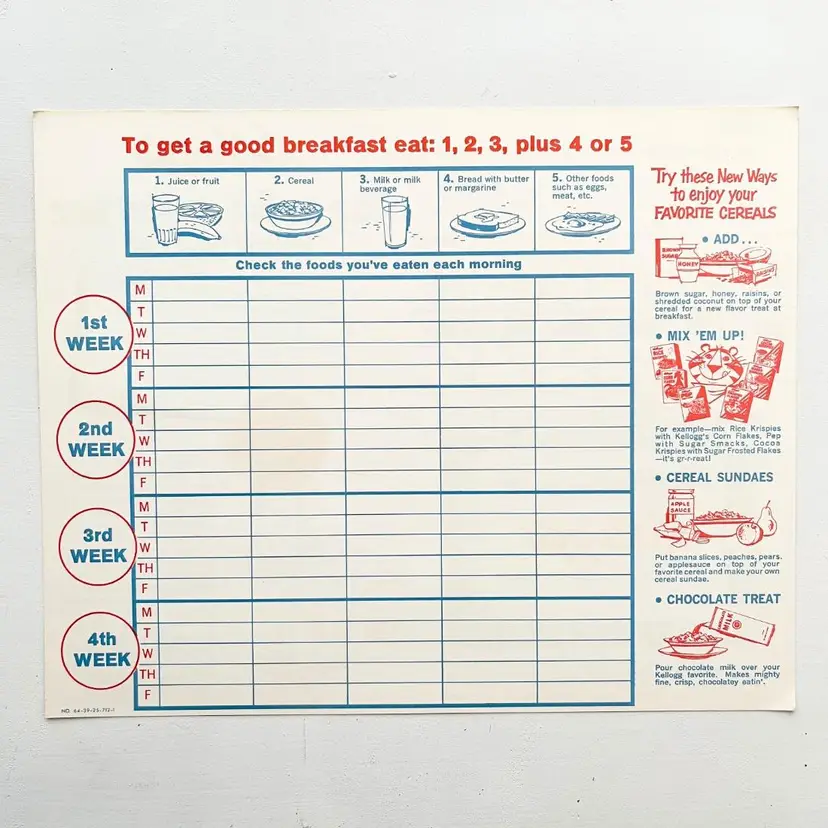 To get a good breakfast eat: 1, 2, 3, plus 4 or 5
1. Juice or fruit
2. Cereal
3. Milk or milk
beverage
4. Bread with butter
or margarine
5. Other foods
such as eggs,
meat, etc.
Check the foods you've eaten each morning
1st
WEEK
M
T
W
TH
F
2nd
WEEK
M
T
W
TH
F
3rd
WEEK
M
T
W
TH
F
4th
WEEK
M
T
W
TH
F
Try these New Ways
to enjoy your
FAVORITE CEREALS
• ADD...
BROWN
SUGAR
HONEY
RAISINS
Brown sugar, honey, raisins, or
shredded coconut on top of your
cereal for a new flavor treat at
breakfast.
• MIX 'EM UP!
For example—mix Rice Krispies
with Kellogg's Corn Flakes, Pep
with Sugar Smacks, Cocoa
Krispies with Sugar Frosted Flakes
—it's gr-r-reat!
• CEREAL SUNDAES
APPLE
SAUCE
Put banana slices, peaches, pears,
or applesauce on top of your
favorite cereal and make your own
cereal sundae.
• CHOCOLATE TREAT
CHOCOLATE
MILK
Pour chocolate milk over your
Kellogg favorite. Makes mighty
fine, crisp, chocolatey eatin'.